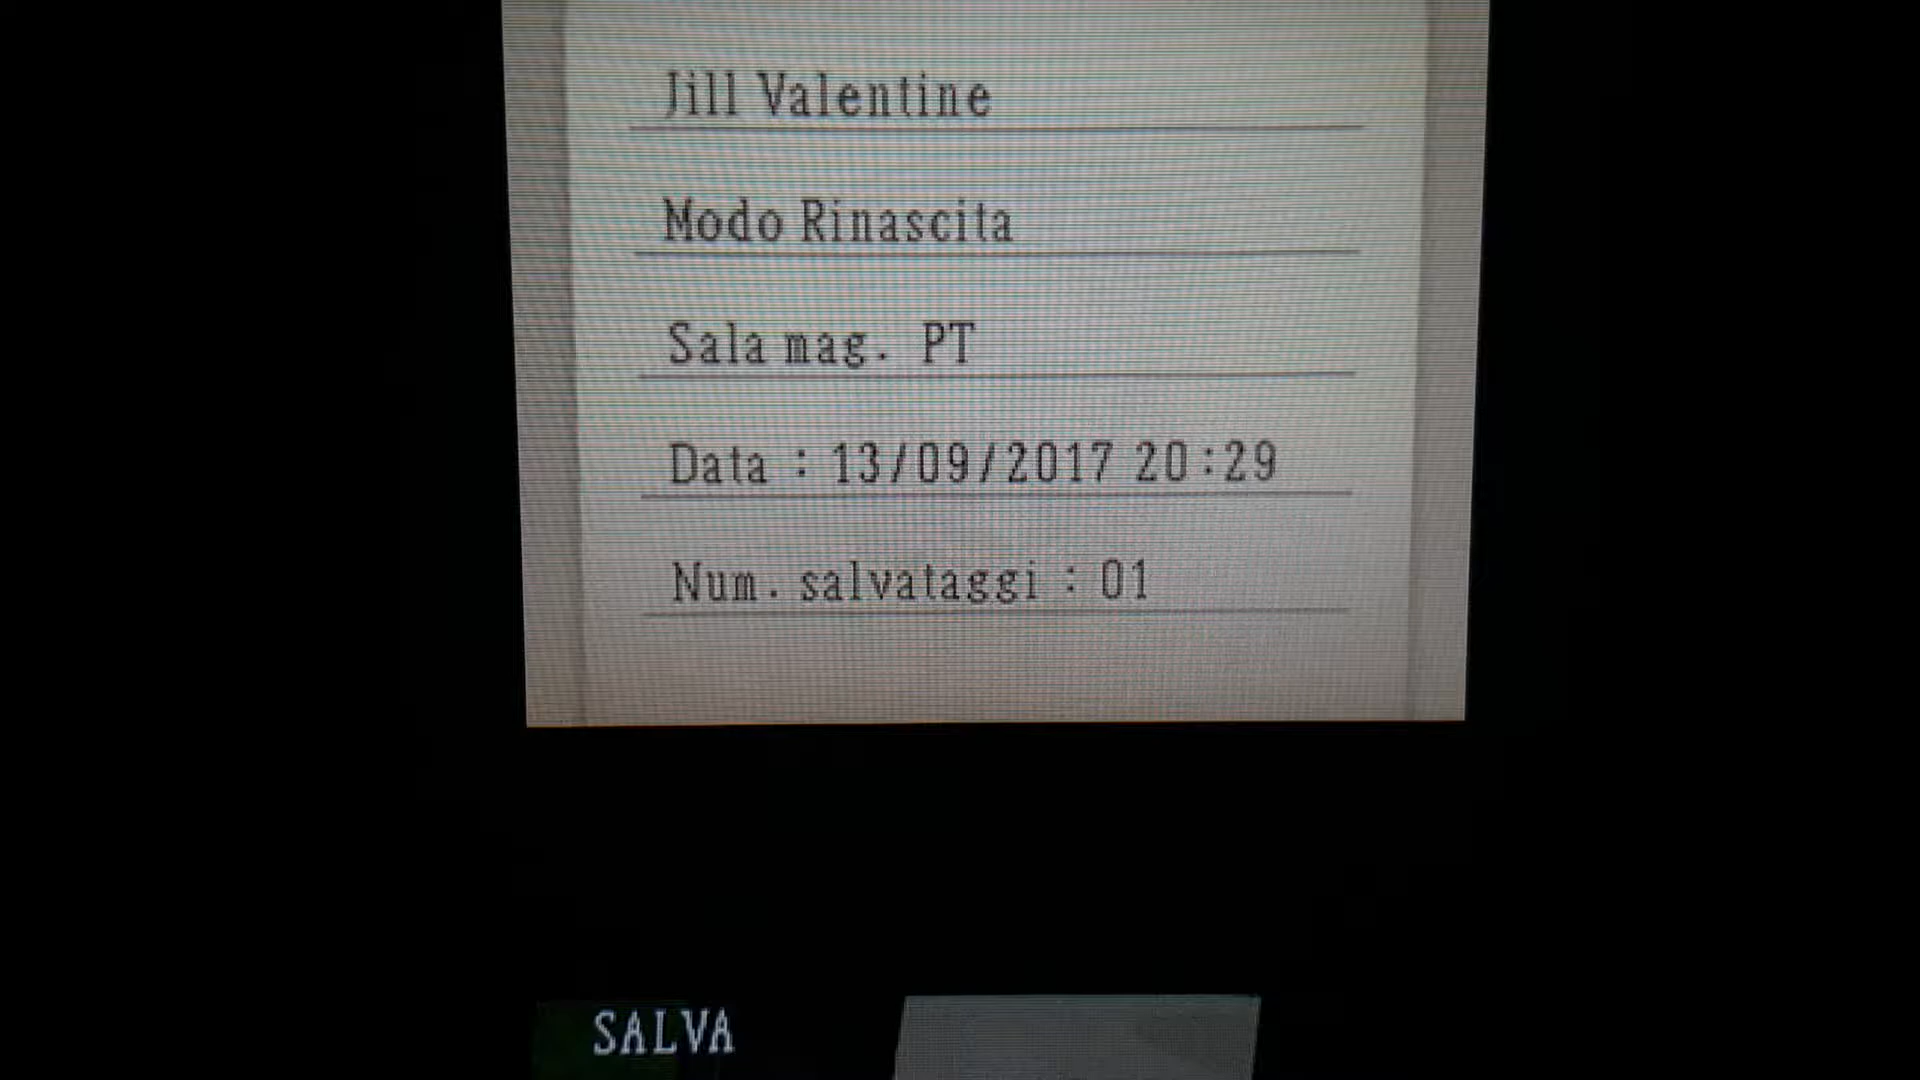 Jill Valentine
Modo Rinascita
Sala mag. PT
Data : 13/09/2017 20:29
Num. salvataggi : 01
SALVA